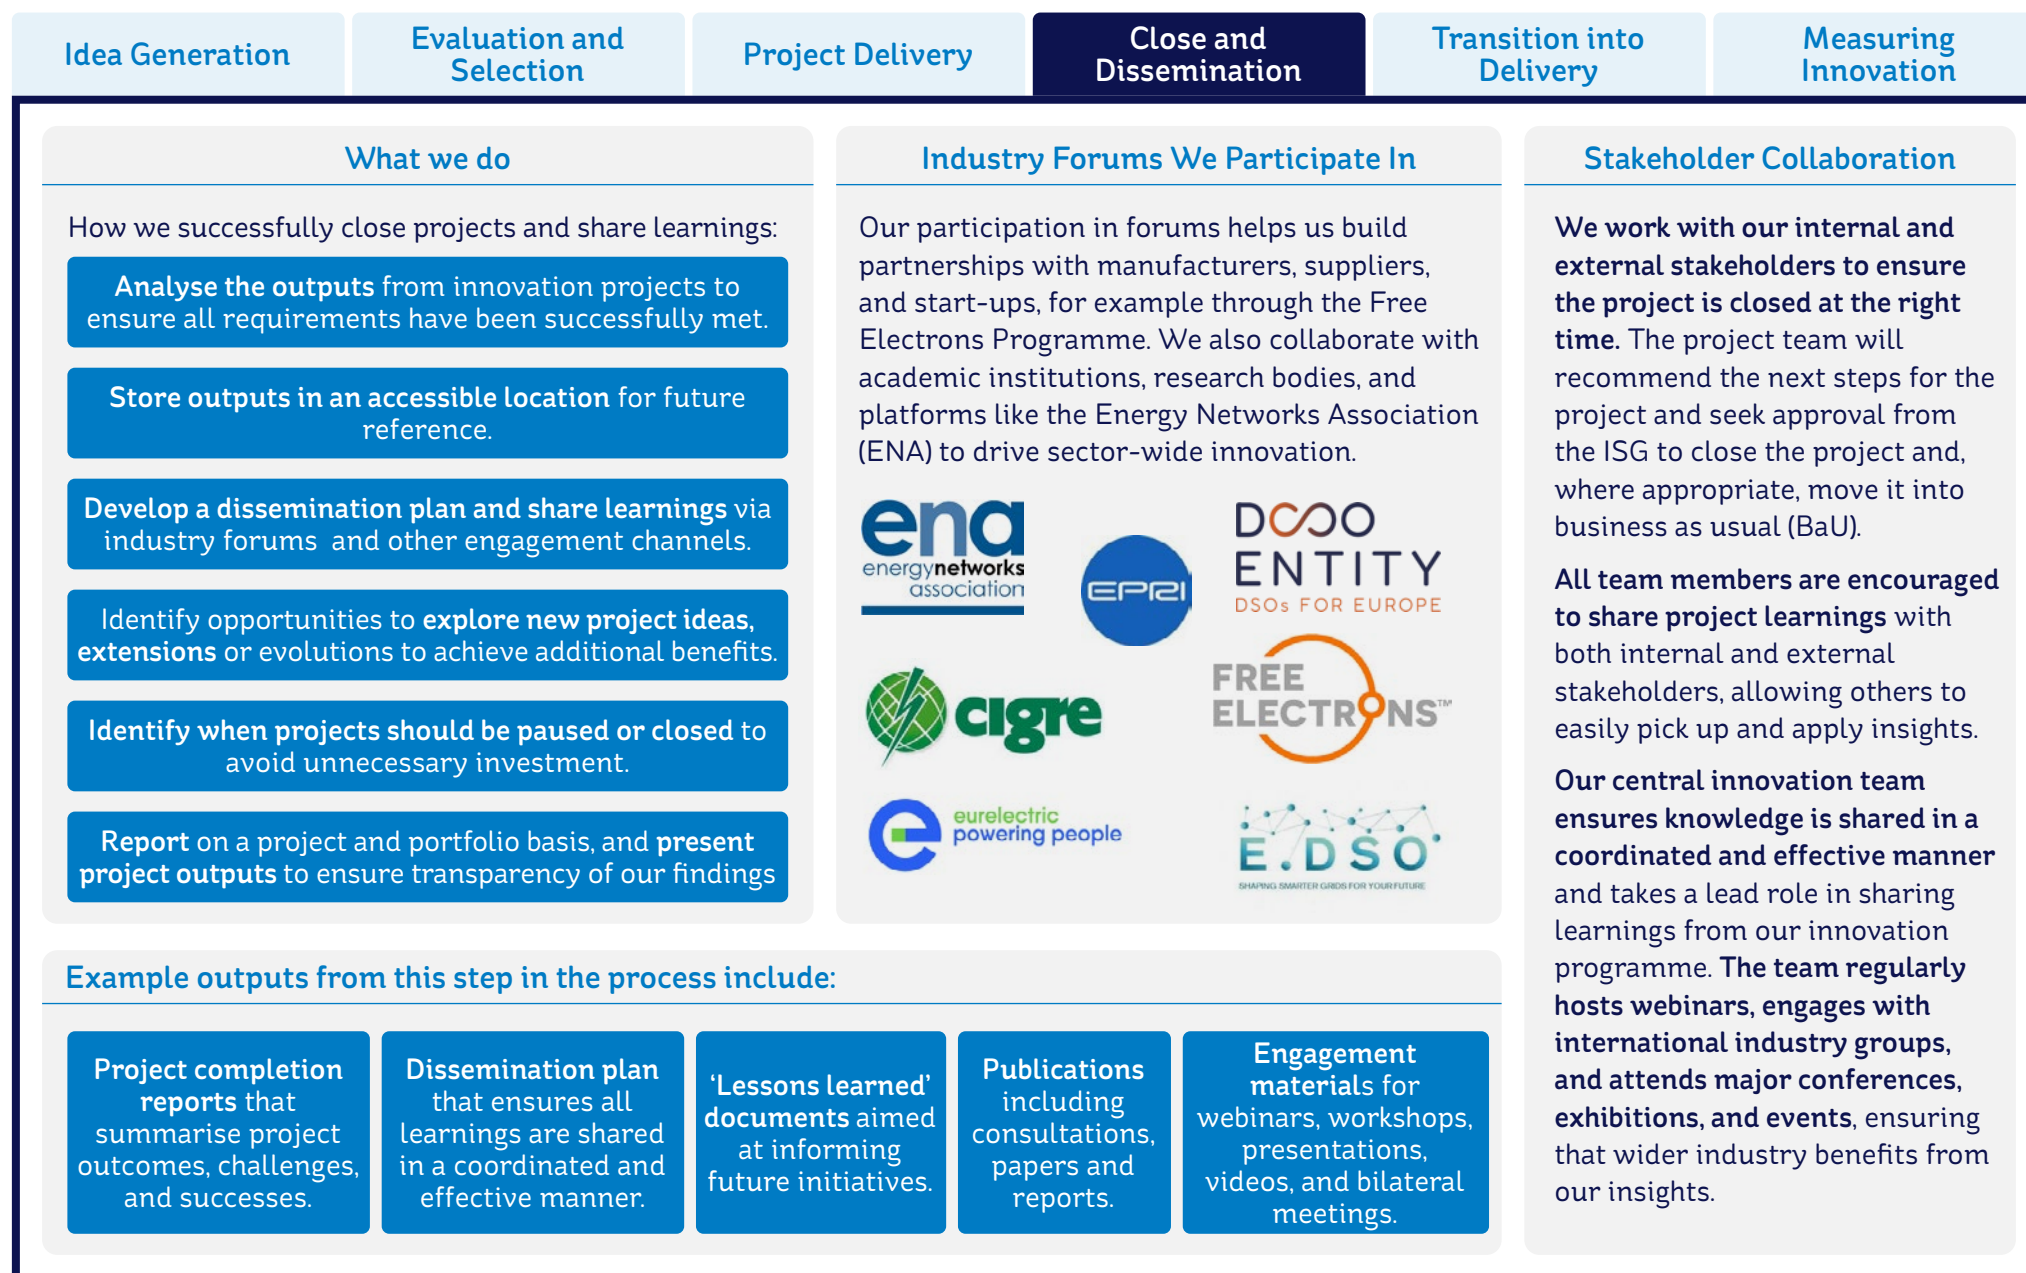 Idea Generation
Evaluation and
Selection
Project Delivery
Close and
Dissemination
Transition into
Delivery
Measuring
Innovation
What we do
How we successfully close projects and share learnings:
Analyse the outputs from innovation projects to
ensure all requirements have been successfully met.
Store outputs in an accessible location for future
reference.
Develop a dissemination plan and share learnings via
industry forums  and other engagement channels.
Identify opportunities to explore new project ideas,
extensions or evolutions to achieve additional benefits.
Identify when projects should be paused or closed to
avoid unnecessary investment.
Report on a project and portfolio basis, and present
project outputs to ensure transparency of our findings
Industry Forums We Participate In
Our participation in forums helps us build
partnerships with manufacturers, suppliers,
and start-ups, for example through the Free
Electrons Programme. We also collaborate with
academic institutions, research bodies, and
platforms like the Energy Networks Association
(ENA) to drive sector-wide innovation.
ena
energynetworks
association
EPRI
DSO
ENTITY
DSOs FOR EUROPE
cigre
FREE
ELECTRONS™
eurelectric
powering people
E.DSO
SHAPING SMARTER GRIDS FOR YOUR FUTURE
Stakeholder Collaboration
We work with our internal and
external stakeholders to ensure
the project is closed at the right
time. The project team will
recommend the next steps for the
project and seek approval from
the ISG to close the project and,
where appropriate, move it into
business as usual (BaU).
All team members are encouraged
to share project learnings with
both internal and external
stakeholders, allowing others to
easily pick up and apply insights.
Our central innovation team
ensures knowledge is shared in a
coordinated and effective manner
and takes a lead role in sharing
learnings from our innovation
programme. The team regularly
hosts webinars, engages with
international industry groups,
and attends major conferences,
exhibitions, and events, ensuring
that wider industry benefits from
our insights.
Example outputs from this step in the process include:
Project completion
reports that
summarise project
outcomes, challenges,
and successes.
Dissemination plan
that ensures all
learnings are shared
in a coordinated and
effective manner.
‘Lessons learned’
documents aimed
at informing
future initiatives.
Publications
including
consultations,
papers and
reports.
Engagement
materials for
webinars, workshops,
presentations,
videos, and bilateral
meetings.